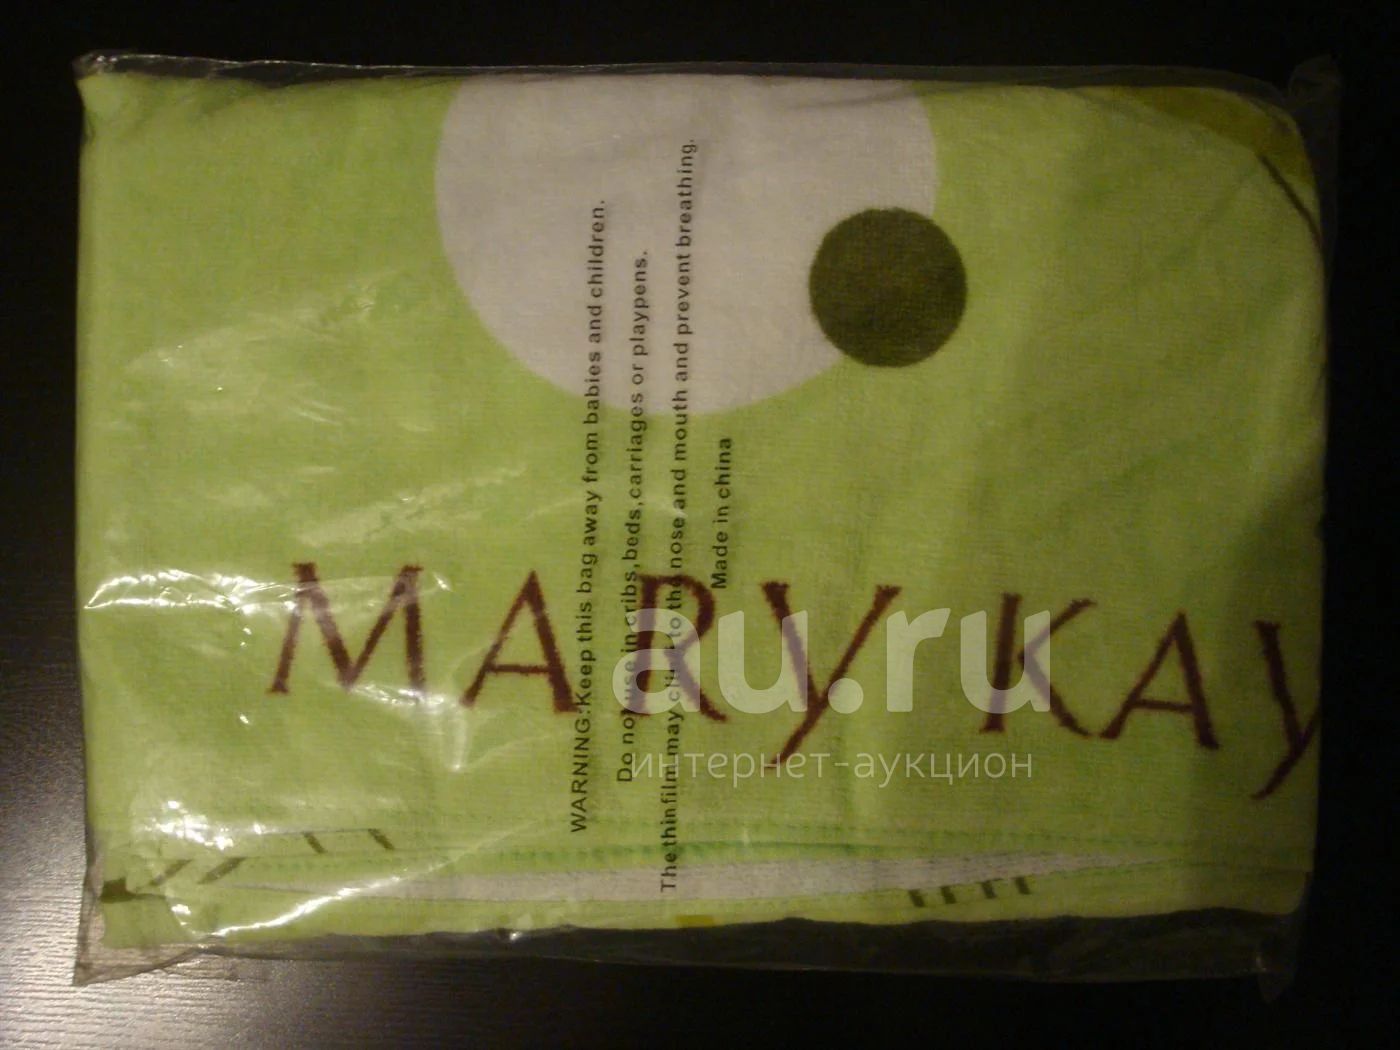 WARNING:Keep this bag away from babies and children.
Do not use in cribs,beds,carriages or playpens.
The thin film may cling to the nose and mouth and prevent breathing.
Made in china
MARY KAY
au.ru
интернет-аукцион